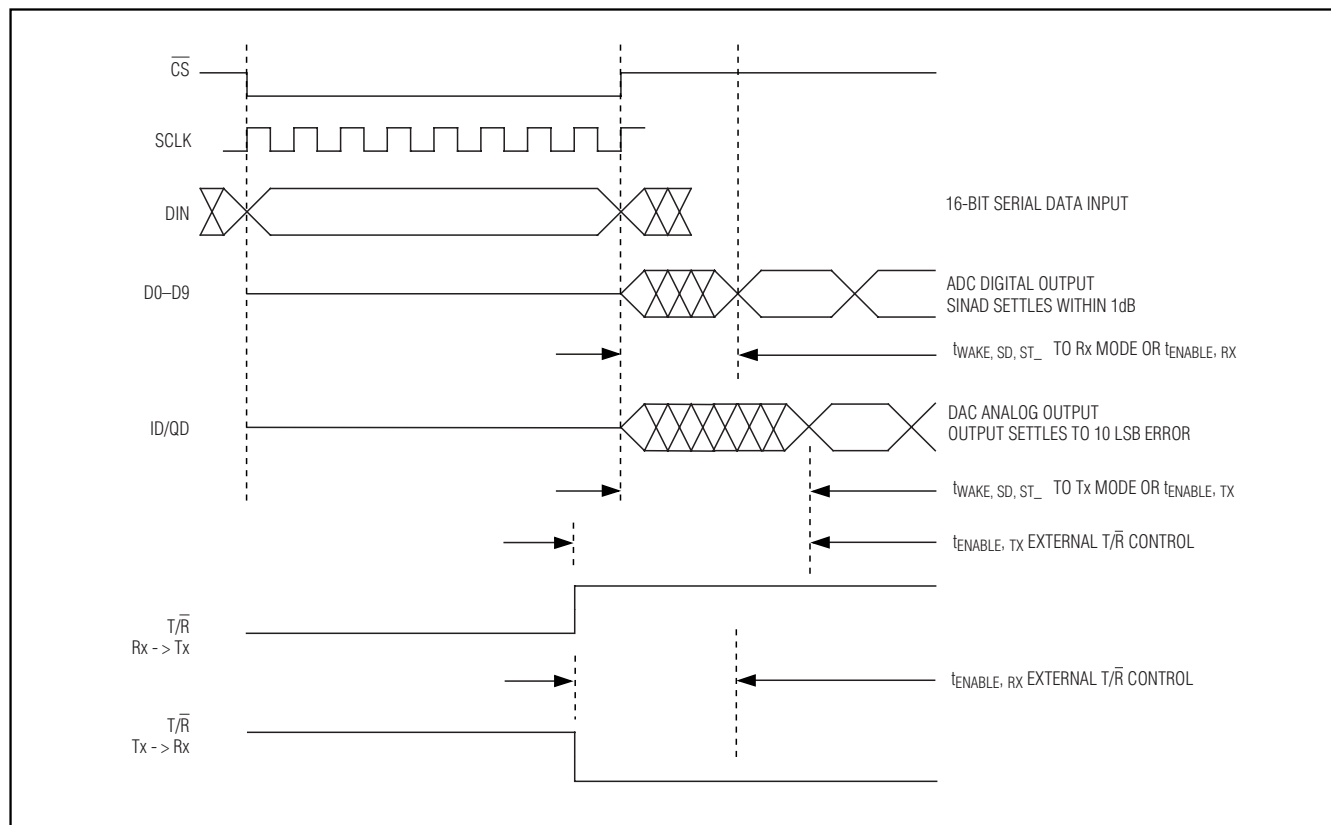 CS
SCLK
DIN
16-BIT SERIAL DATA INPUT
D0–D9
ADC DIGITAL OUTPUT
SINAD SETTLES WITHIN 1dB
tWAKE, SD, ST_ TO Rx MODE OR tENABLE, RX
ID/QD
DAC ANALOG OUTPUT
OUTPUT SETTLES TO 10 LSB ERROR
tWAKE, SD, ST_ TO Tx MODE OR tENABLE, TX
tENABLE, TX EXTERNAL T/R̅ CONTROL
T/R̅
Rx - > Tx
tENABLE, RX EXTERNAL T/R̅ CONTROL
T/R̅
Tx - > Rx